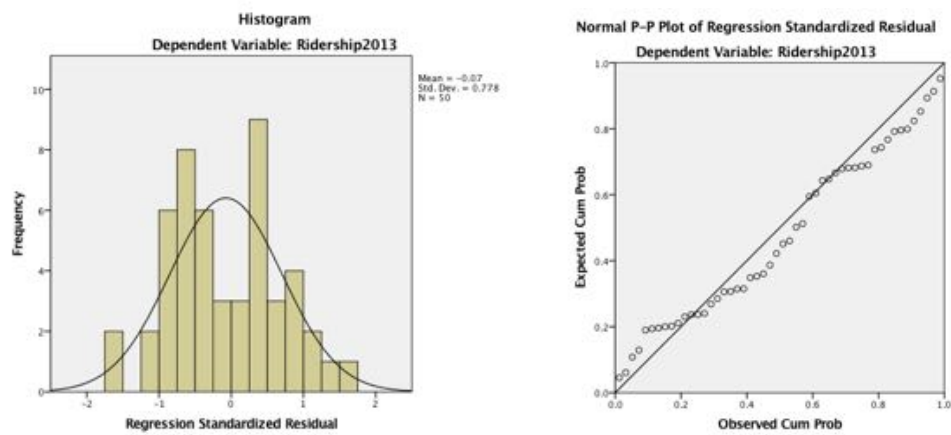 Histogram
Dependent Variable: Ridership2013
Mean = -0.07
Std. Dev. = 0.778
N = 50
10
8
6
4
2
0
Frequency
-2
-1
0
1
2
Regression Standardized Residual
Normal P-P Plot of Regression Standardized Residual
Dependent Variable: Ridership2013
1.0
0.8
0.6
0.4
0.2
0.0
Expected Cum Prob
0.0
0.2
0.4
0.6
0.8
1.0
Observed Cum Prob